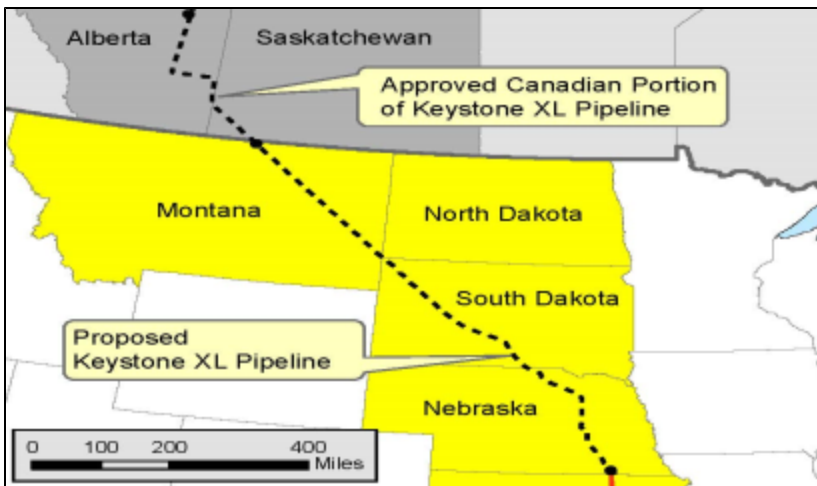 Alberta
Saskatchewan
Approved Canadian Portion
of Keystone XL Pipeline
Montana
North Dakota
South Dakota
Proposed
Keystone XL Pipeline
Nebraska
0 100 200 400
Miles